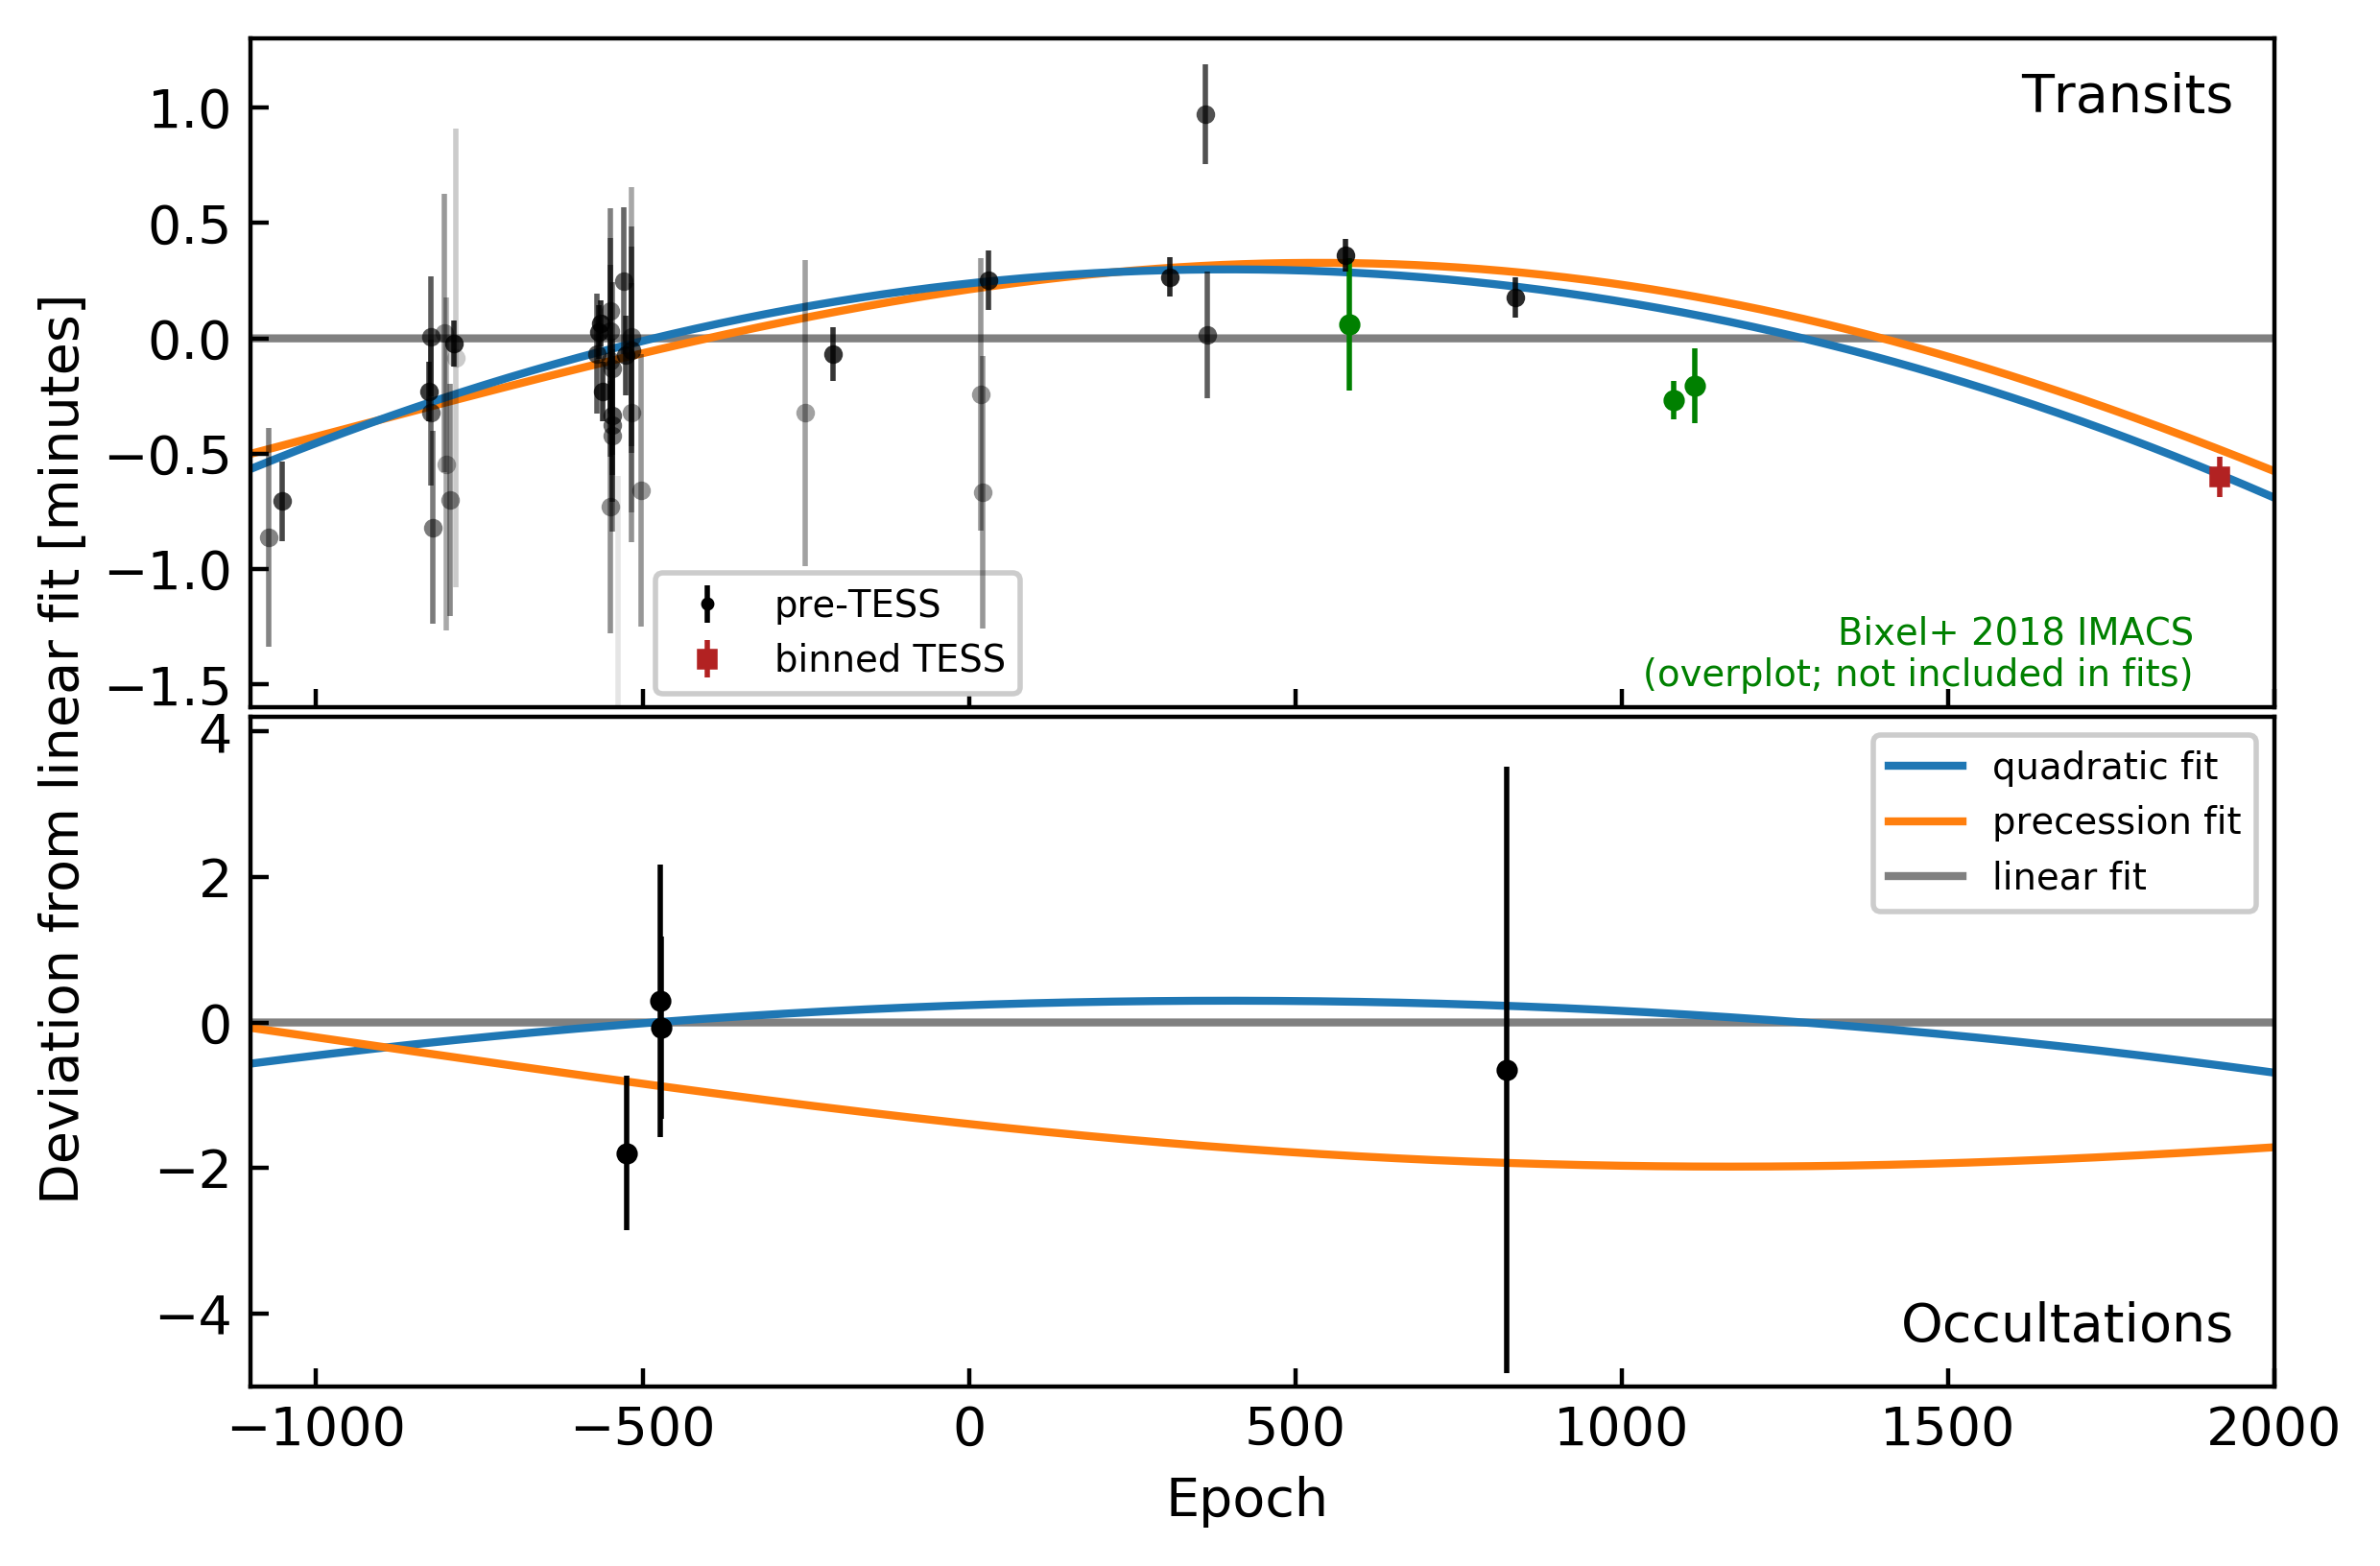 Deviation from linear fit [minutes]
1.0
0.5
0.0
−0.5
−1.0
−1.5
Transits
pre-TESS
binned TESS
Bixel+ 2018 IMACS
(overplot; not included in fits)
4
2
0
−2
−4
quadratic fit
precession fit
linear fit
Occultations
−1000
−500
0
500
1000
1500
2000
Epoch